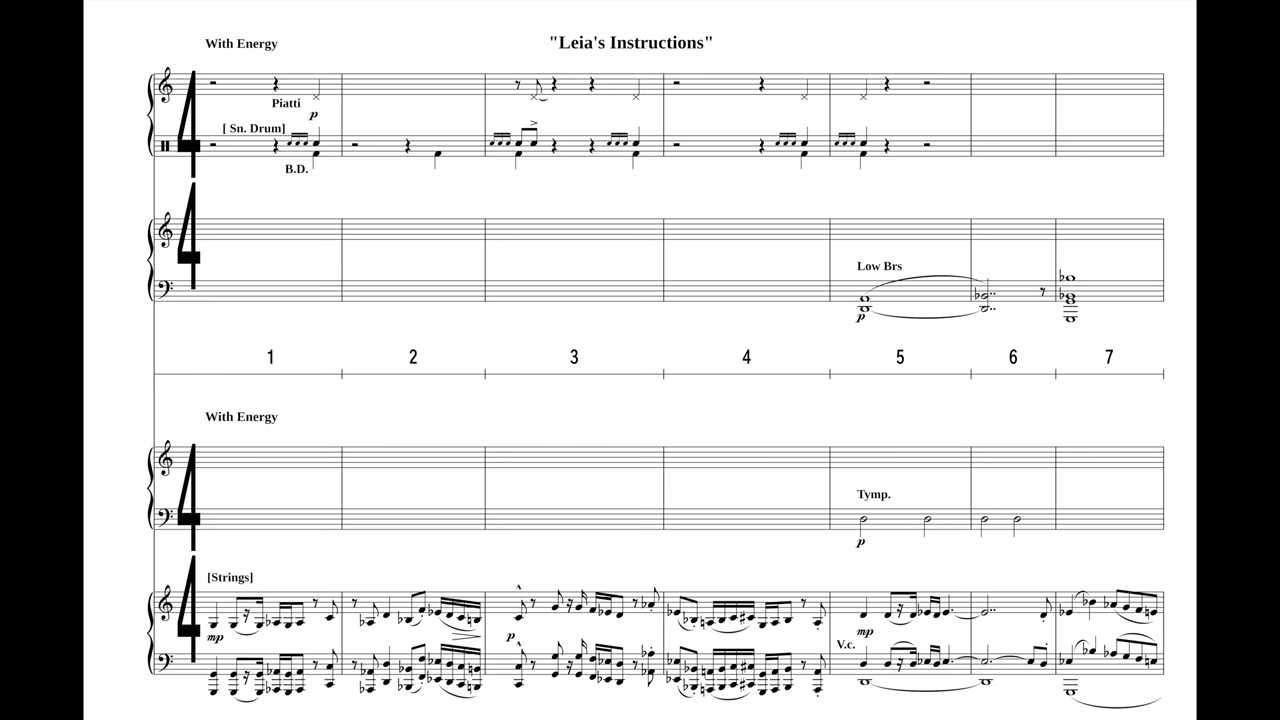 With Energy
"Leia's Instructions"
Piatti
p
[ Sn. Drum]
B.D.
Low Brs
p
1 2 3 4 5 6 7
With Energy
Tymp.
p
[Strings]
mp
p
mp
V.c.